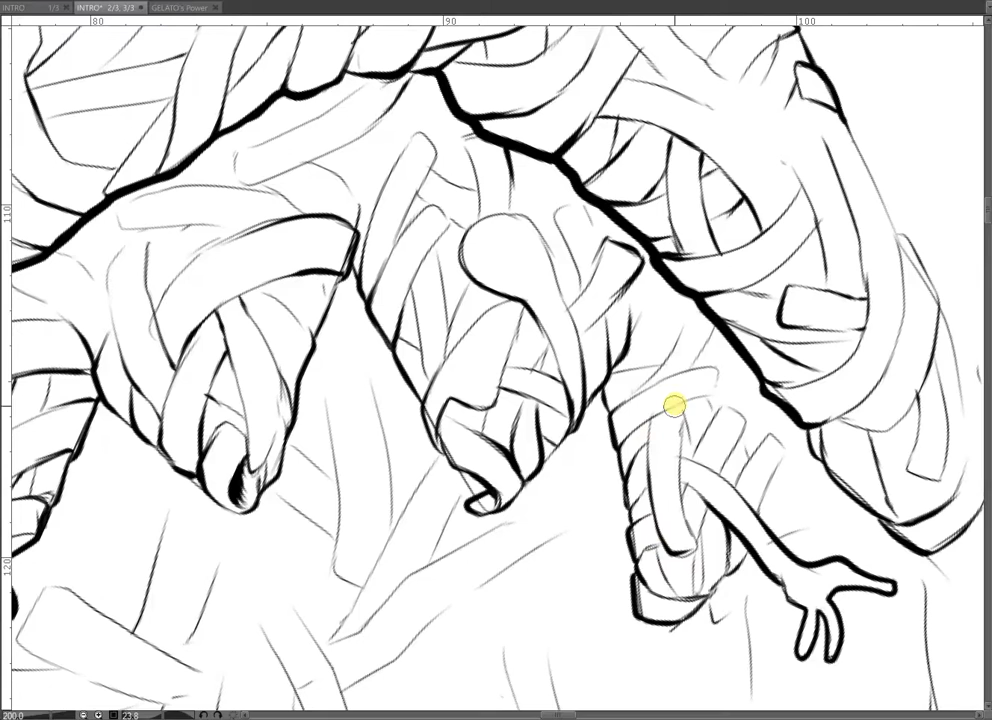 INTRO 1/3 INTRO* 2/3, 3/3 GELATO's Power
80 90 100
110
120
200.0 23.8